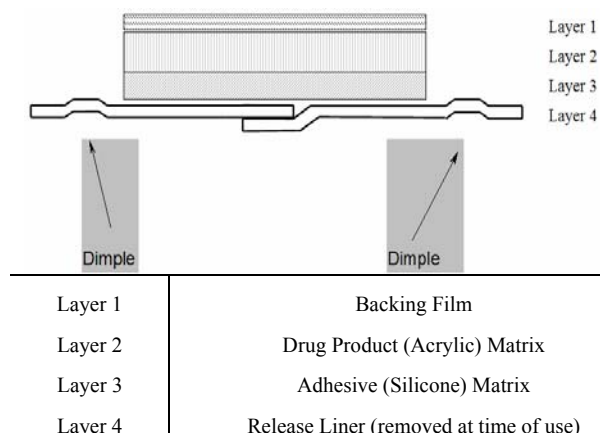 Layer 1
Layer 2
Layer 3
Layer 4
Dimple Dimple
Layer 1 Backing Film
Layer 2 Drug Product (Acrylic) Matrix
Layer 3 Adhesive (Silicone) Matrix
Layer 4 Release Liner (removed at time of use)